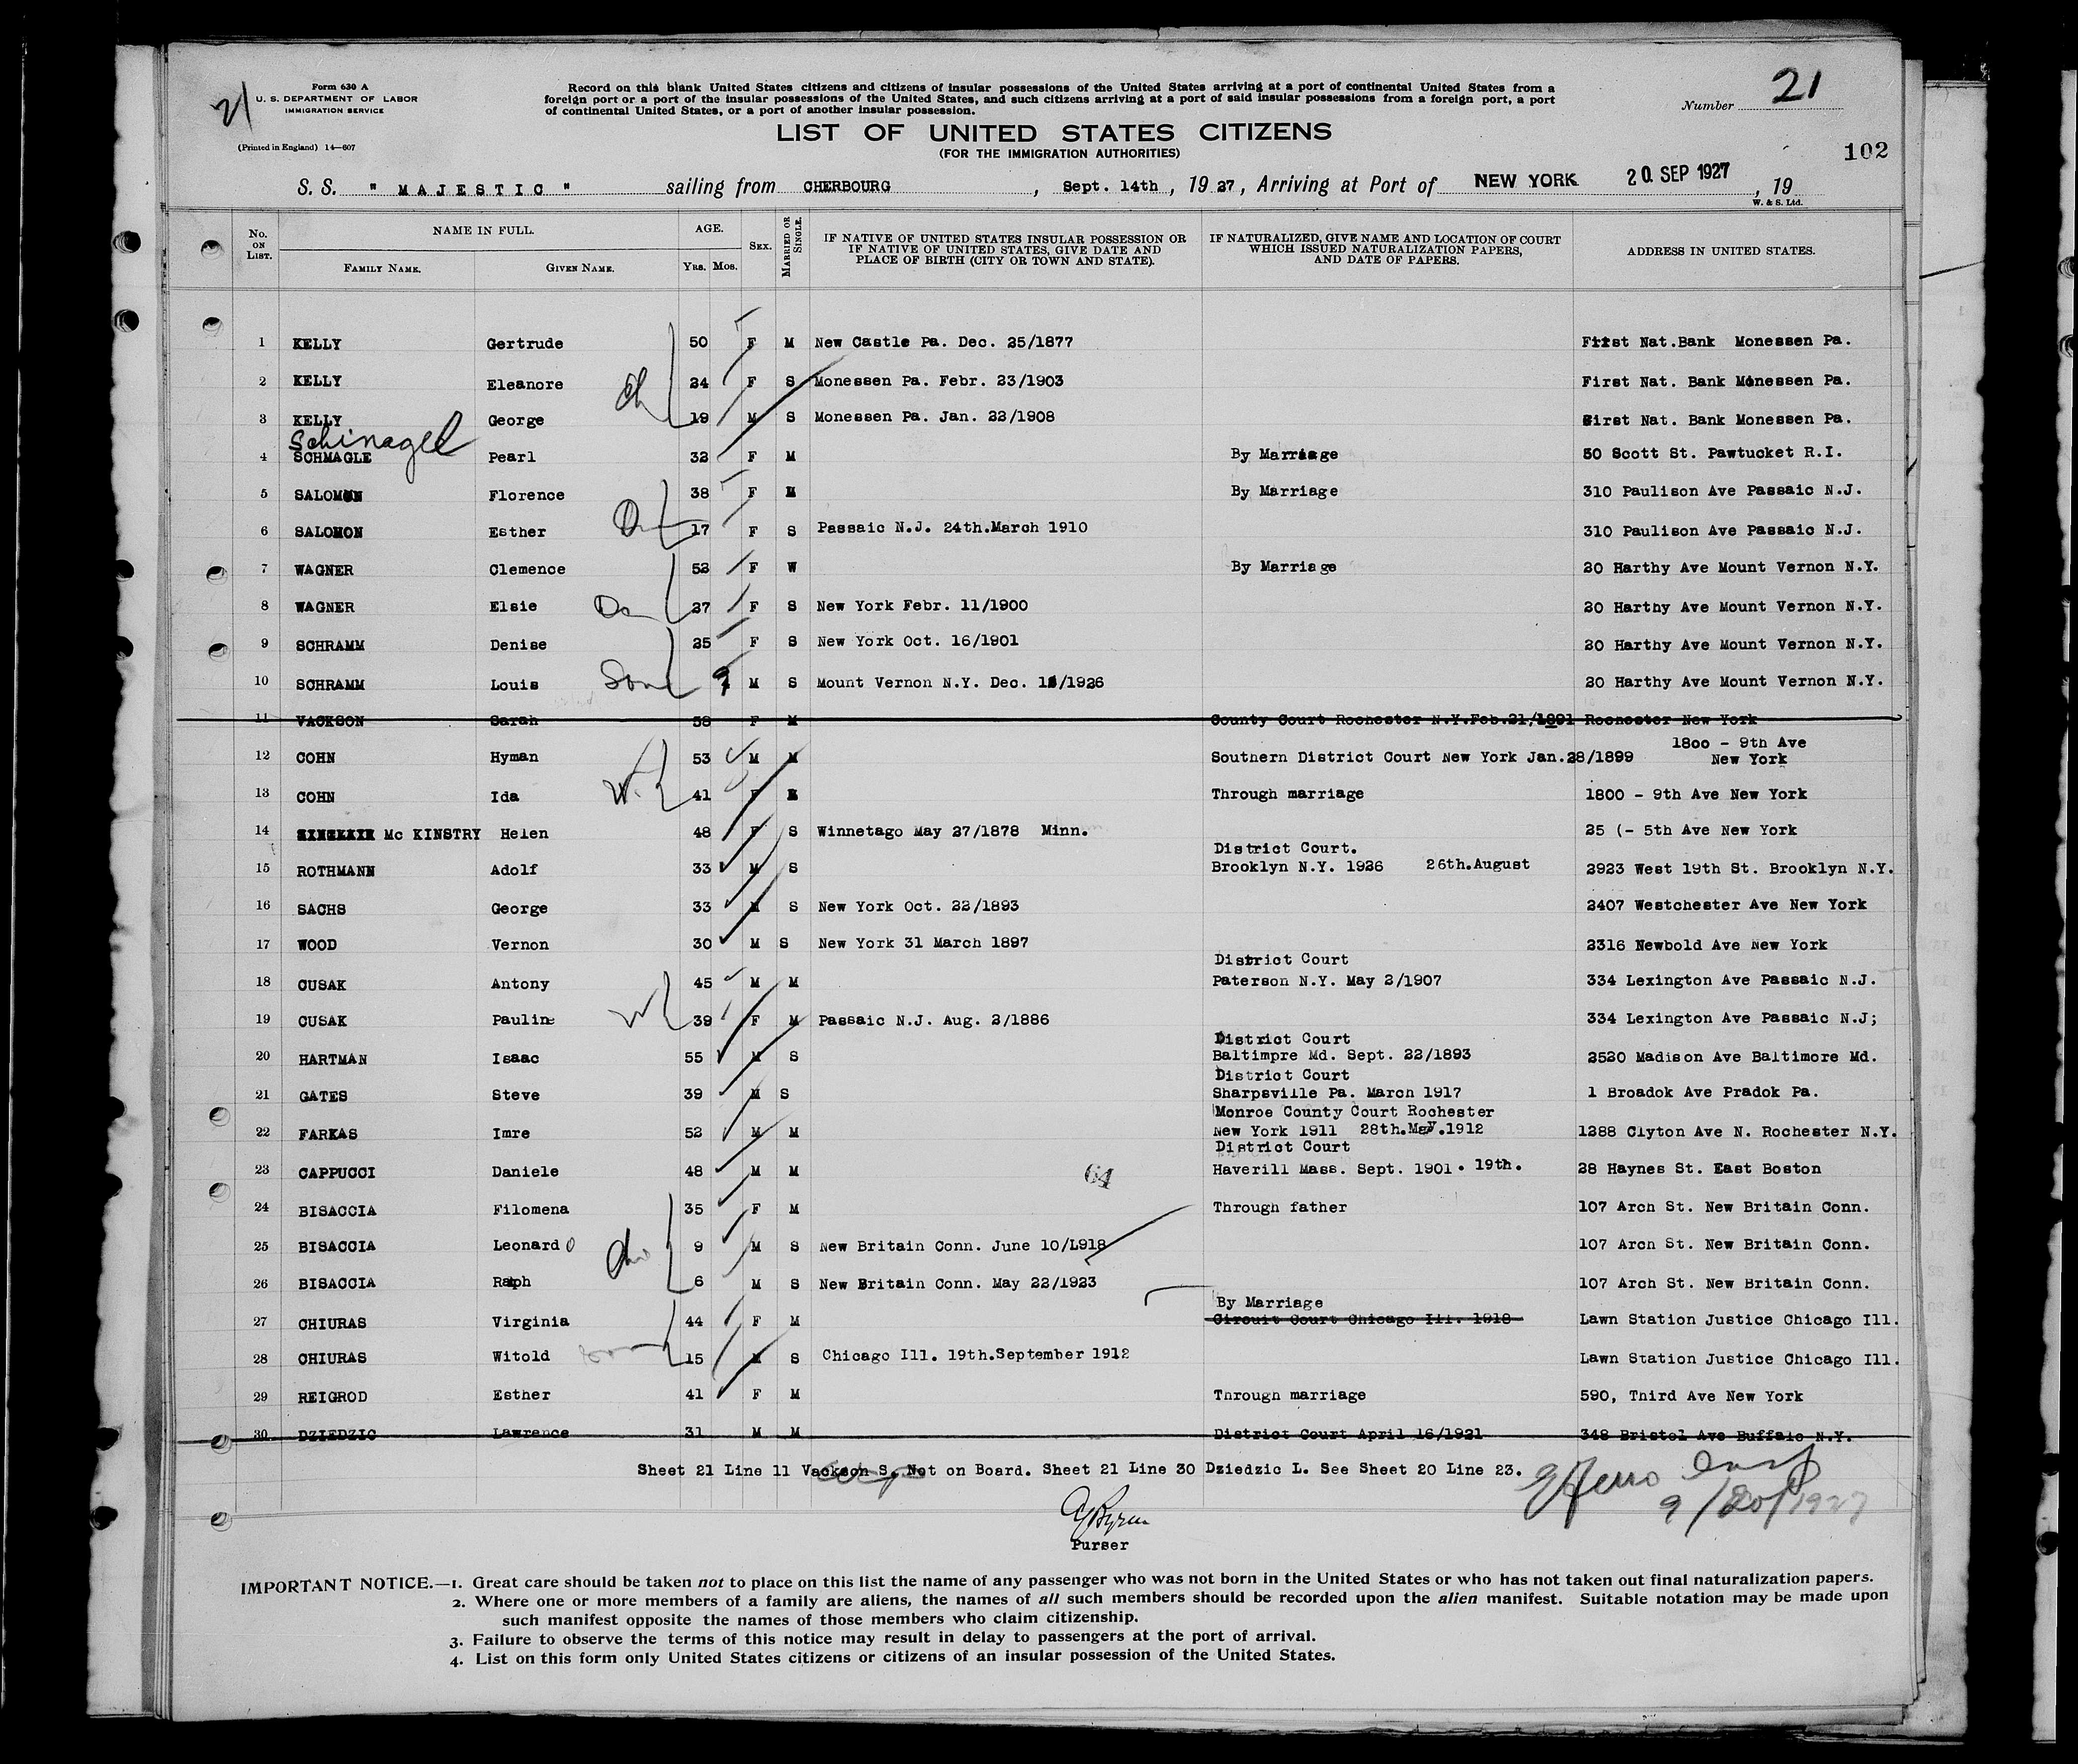 21
Form 630 A
U. S. DEPARTMENT OF LABOR
IMMIGRATION SERVICE
(Printed in England) 14—607
Record on this blank United States citizens and citizens of insular possessions of the United States arriving at a port of continental United States from a
foreign port or a port of the insular possessions of the United States, and such citizens arriving at a port of said insular possessions from a foreign port, a port
of continental United States, or a port of another insular possession.
Number 21
LIST OF UNITED STATES CITIZENS
(FOR THE IMMIGRATION AUTHORITIES)
102
S. S. " MAJESTIC " sailing from CHERBOURG, Sept. 14th, 19 27, Arriving at Port of NEW YORK 20 SEP 1927, 19
W. & S. Ltd.
No. ON LIST. NAME IN FULL. AGE. SEX. MARRIED OR SINGLE. IF NATIVE OF UNITED STATES INSULAR POSSESSION OR IF NATIVE OF UNITED STATES, GIVE DATE AND PLACE OF BIRTH (CITY OR TOWN AND STATE). IF NATURALIZED, GIVE NAME AND LOCATION OF COURT WHICH ISSUED NATURALIZATION PAPERS, AND DATE OF PAPERS. ADDRESS IN UNITED STATES.
FAMILY NAME. GIVEN NAME. YRS. MOS.
1 KELLY Gertrude 50 F M New Castle Pa. Dec. 25/1877 First Nat.Bank Monessen Pa.
2 KELLY Eleanore 24 F S Monessen Pa. Febr. 23/1903 First Nat. Bank Monessen Pa.
3 KELLY George 19 M S Monessen Pa. Jan. 22/1908 First Nat. Bank Monessen Pa.
Schinagel
4 SCHMAGLE Pearl 32 F M By Marriage 50 Scott St. Pawtucket R.I.
5 SALOMON Florence 38 F M By Marriage 310 Paulison Ave Passaic N.J.
6 SALOMON Esther 17 F S Passaic N.J. 24th.March 1910 310 Paulison Ave Passaic N.J.
7 WAGNER Clemence 52 F W By Marriage 20 Harthy Ave Mount Vernon N.Y.
8 WAGNER Elsie Da 27 F S New York Febr. 11/1900 20 Harthy Ave Mount Vernon N.Y.
9 SCHRAMM Denise 25 F S New York Oct. 16/1901 20 Harthy Ave Mount Vernon N.Y.
10 SCHRAMM Louis Son 9 M S Mount Vernon N.Y. Dec. 1/1926 20 Harthy Ave Mount Vernon N.Y.
11 VACKSON Sarah 58 F M County Court Rochester N.Y.Feb.21/1891 Rochester New York
1800 - 9th Ave
12 COHN Hyman 53 M M Southern District Court New York Jan.28/1899 New York
13 COHN Ida W. 41 F M Through marriage 1800 - 9th Ave New York
14 Mc KINSTRY Helen 48 F S Winnetago May 27/1878 Minn. 25 (- 5th Ave New York
District Court.
15 ROTHMANN Adolf 33 M S Brooklyn N.Y. 1926 26th.August 2923 West 19th St. Brooklyn N.Y.
16 SACHS George 33 M S New York Oct. 22/1893 2407 Westchester Ave New York
17 WOOD Vernon 30 M S New York 31 March 1897 2316 Newbold Ave New York
District Court
18 CUSAK Antony 45 M M Paterson N.Y. May 2/1907 334 Lexington Ave Passaic N.J.
19 CUSAK Pauline W 39 F M Passaic N.J. Aug. 2/1886 334 Lexington Ave Passaic N.J;
District Court
20 HARTMAN Isaac 55 M S Baltimpre Md. Sept. 22/1893 2520 Madison Ave Baltimore Md.
District Court
21 GATES Steve 39 M S Sharpsville Pa. March 1917 1 Broadok Ave Pradok Pa.
Monroe County Court Rochester
22 FARKAS Imre 52 M M New York 1911 28th.May.1912 1288 Clyton Ave N. Rochester N.Y.
District Court
23 CAPPUCCI Daniele 48 M M 64 Haverill Mass. Sept. 1901. 19th. 28 Haynes St. East Boston
24 BISACCIA Filomena 35 F M Through father 107 Arch St. New Britain Conn.
25 BISACCIA Leonardo 9 M S New Britain Conn. June 10/L918 107 Arch St. New Britain Conn.
26 BISACCIA Ralph 6 M S New Britain Conn. May 22/1923 107 Arch St. New Britain Conn.
By Marriage
27 CHIURAS Virginia 44 F M Circuit Court Chicago Ill. 1918 Lawn Station Justice Chicago Ill.
28 CHIURAS Witold son 15 M S Chicago Ill. 19th.September 1912 Lawn Station Justice Chicago Ill.
29 REIGROD Esther 41 F M Through marriage 590, Third Ave New York
30 DZIEDZIC Lawrence 31 M M District Court April 16/1921 348 Bristol Ave Buffalo N.Y.
Sheet 21 Line 11 Vackson S. Not on Board. Sheet 21 Line 30 Dziedzic L. See Sheet 20 Line 23.
9/20/1927
Purser
IMPORTANT NOTICE.—1. Great care should be taken not to place on this list the name of any passenger who was not born in the United States or who has not taken out final naturalization papers.
2. Where one or more members of a family are aliens, the names of all such members should be recorded upon the alien manifest. Suitable notation may be made upon
such manifest opposite the names of those members who claim citizenship.
3. Failure to observe the terms of this notice may result in delay to passengers at the port of arrival.
4. List on this form only United States citizens or citizens of an insular possession of the United States.